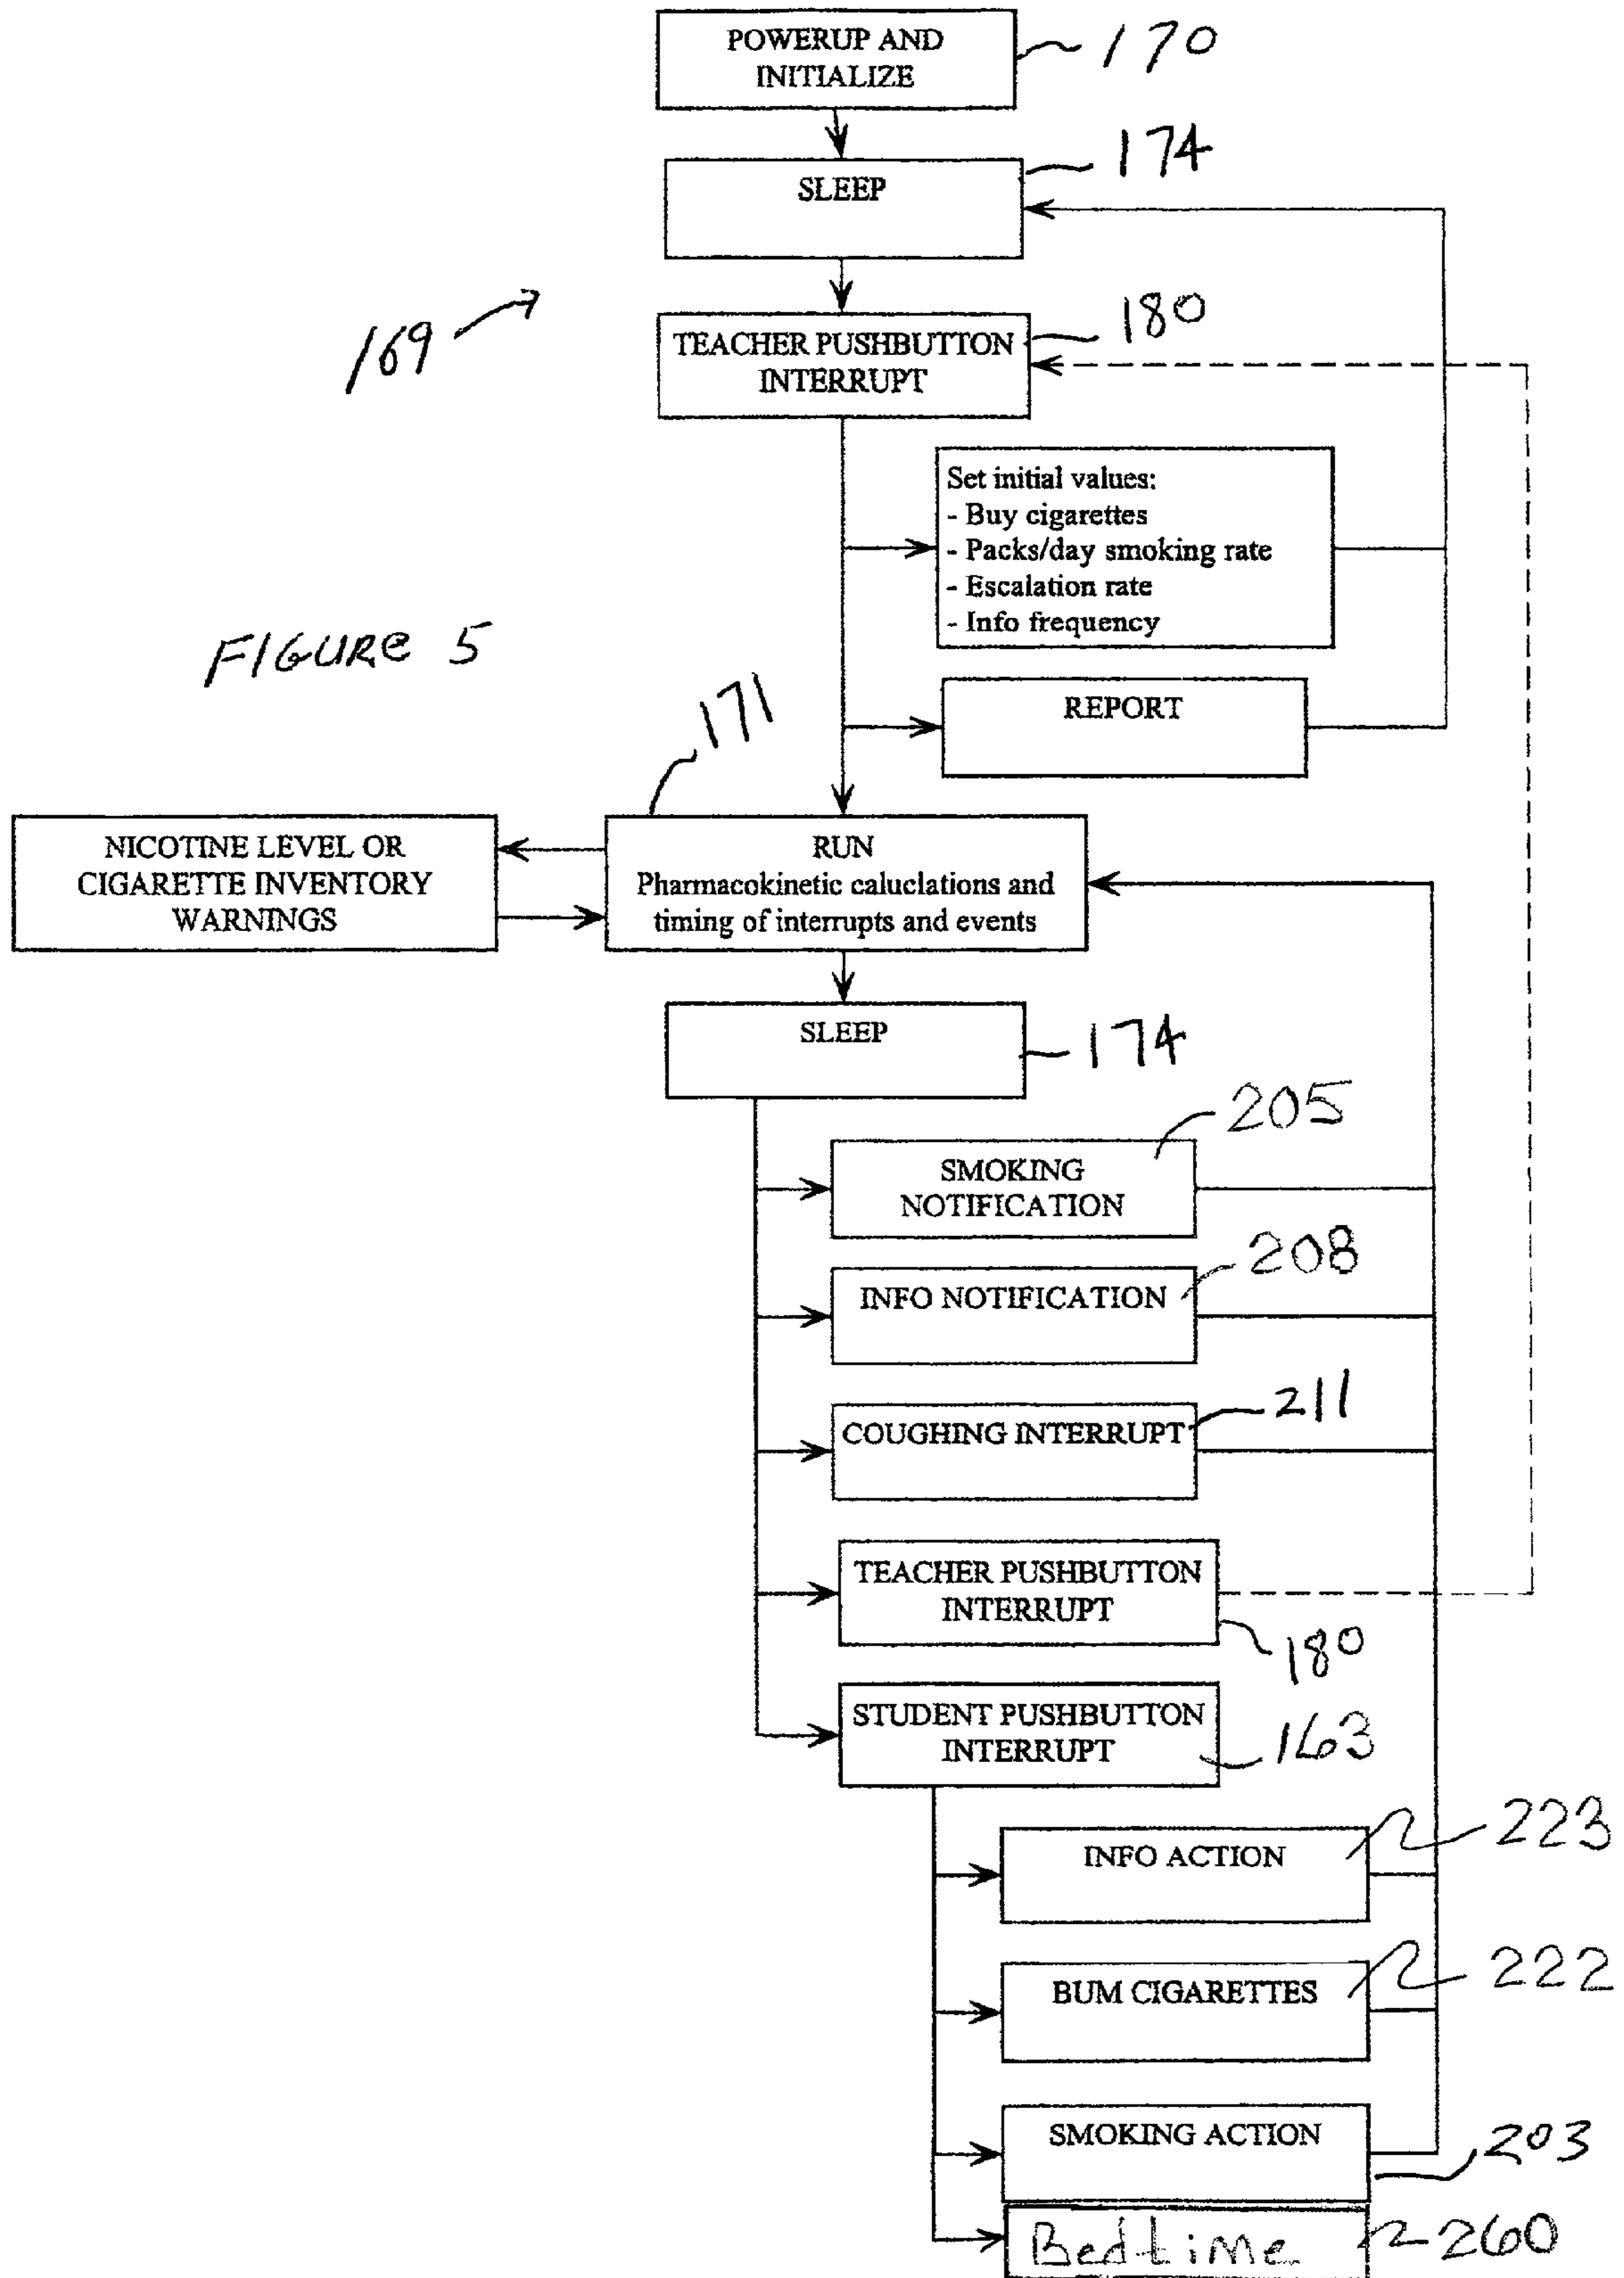 POWERUP AND
INITIALIZE
170
SLEEP
174
169
TEACHER PUSHBUTTON
INTERRUPT
180
Set initial values:
- Buy cigarettes
- Packs/day smoking rate
- Escalation rate
- Info frequency
FIGURE 5
REPORT
171
NICOTINE LEVEL OR
CIGARETTE INVENTORY
WARNINGS
RUN
Pharmacokinetic caluclations and
timing of interrupts and events
SLEEP
174
SMOKING
NOTIFICATION
205
INFO NOTIFICATION
208
COUGHING INTERRUPT
211
TEACHER PUSHBUTTON
INTERRUPT
180
STUDENT PUSHBUTTON
INTERRUPT
163
INFO ACTION
223
BUM CIGARETTES
222
SMOKING ACTION
203
Bedtime
260